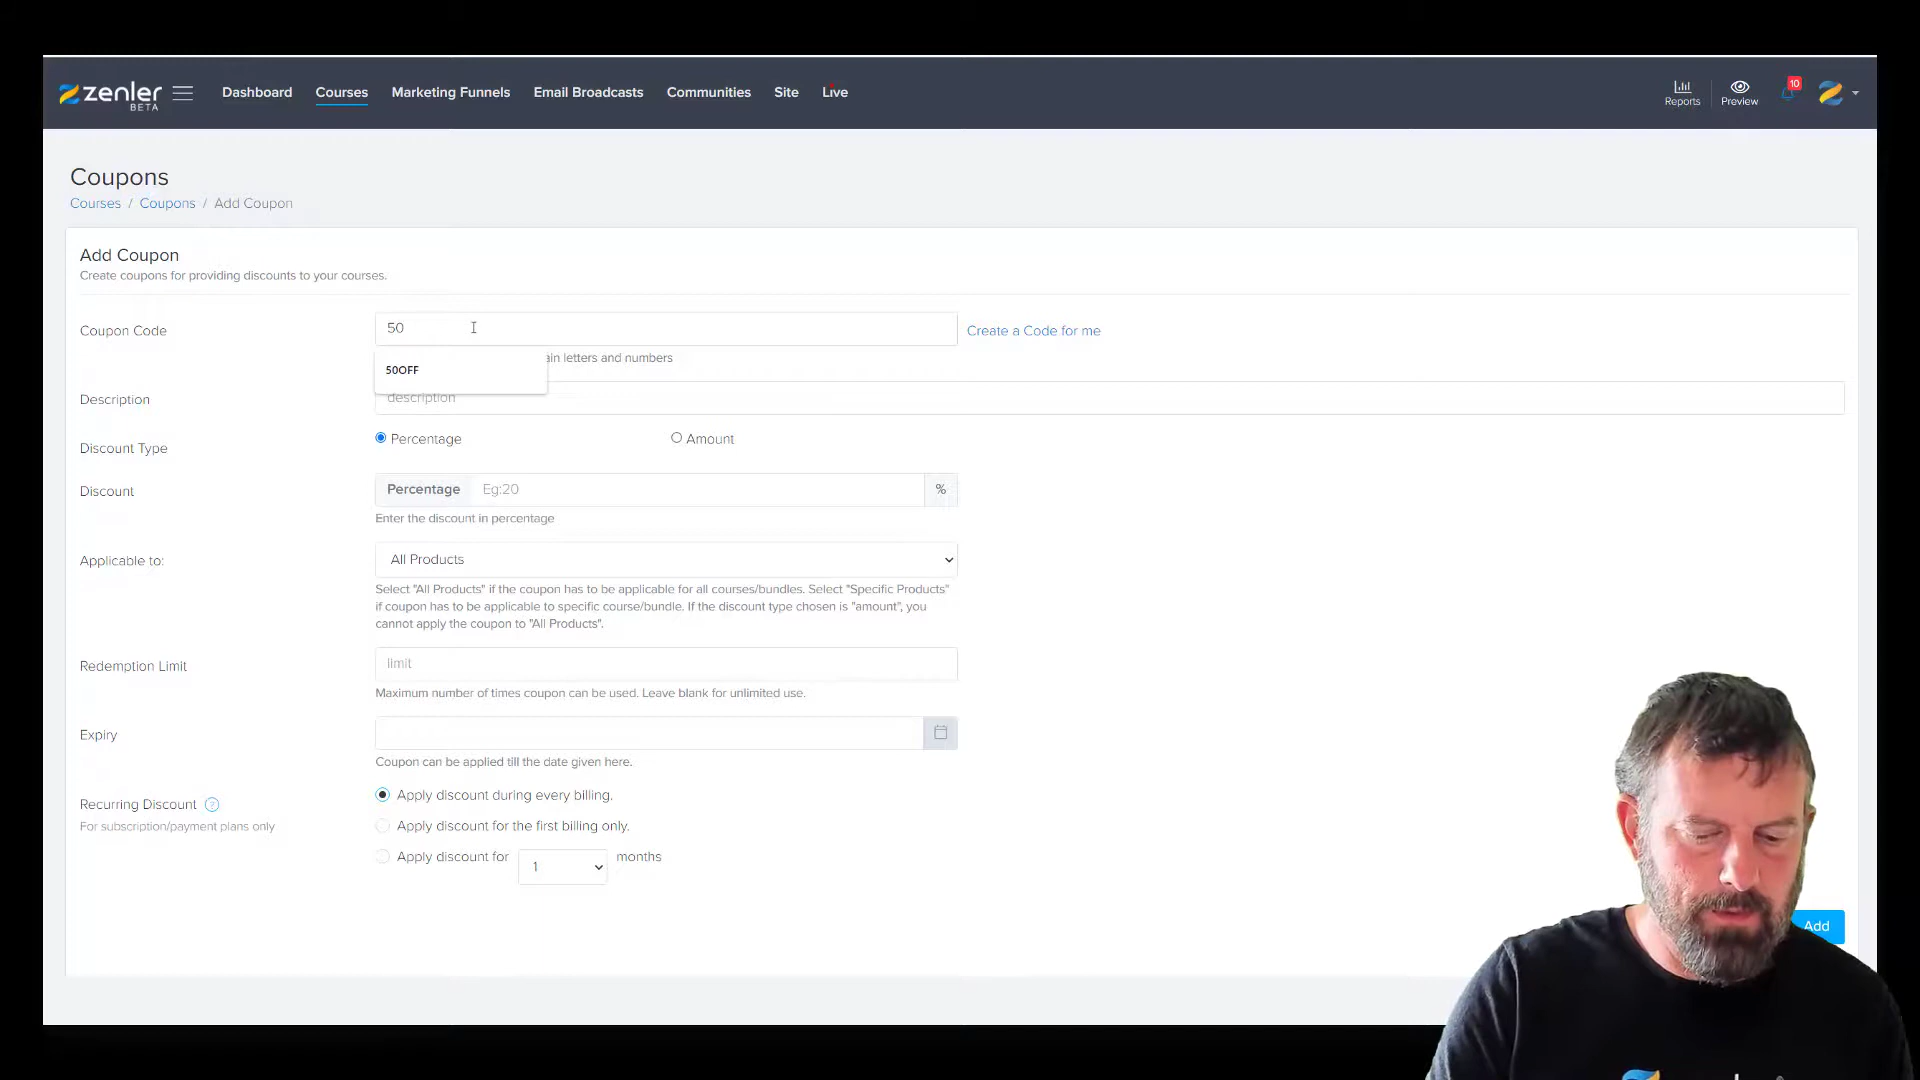 zenler
BETA
Dashboard
Courses
Marketing Funnels
Email Broadcasts
Communities
Site
Live
Reports
Preview
10
Coupons
Courses / Coupons / Add Coupon
Add Coupon
Create coupons for providing discounts to your courses.
Coupon Code
50
Create a Code for me
ain letters and numbers
50OFF
Description
description
Discount Type
Percentage
Amount
Discount
Percentage
Eg:20
%
Enter the discount in percentage
Applicable to:
All Products
Select "All Products" if the coupon has to be applicable for all courses/bundles. Select "Specific Products"
if coupon has to be applicable to specific course/bundle. If the discount type chosen is "amount", you
cannot apply the coupon to "All Products".
Redemption Limit
limit
Maximum number of times coupon can be used. Leave blank for unlimited use.
Expiry
Coupon can be applied till the date given here.
Recurring Discount ?
For subscription/payment plans only
Apply discount during every billing.
Apply discount for the first billing only.
Apply discount for
1
months
Add